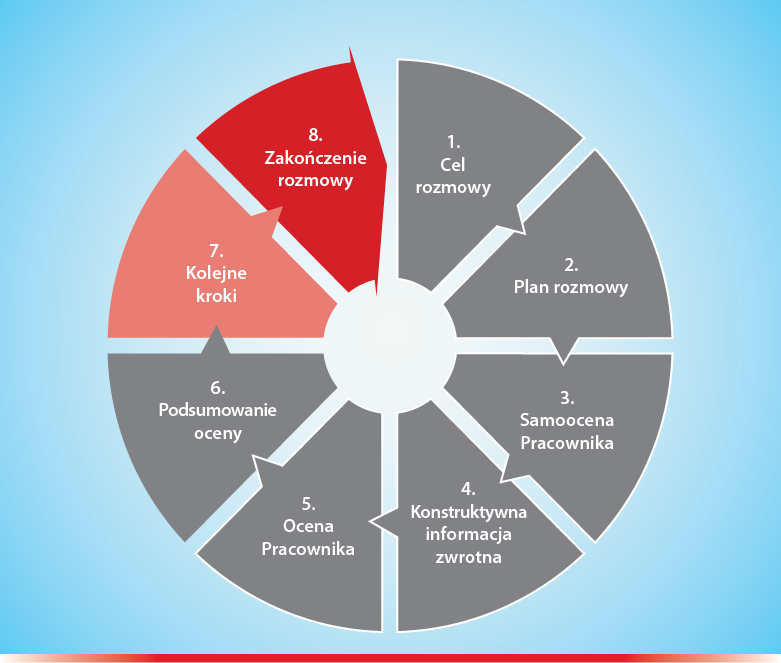 1.
Cel
rozmowy
2.
Plan rozmowy
3.
Samoocena
Pracownika
4.
Konstruktywna
informacja
zwrotna
5.
Ocena
Pracownika
6.
Podsumowanie
oceny
7.
Kolejne
kroki
8.
Zakończenie
rozmowy